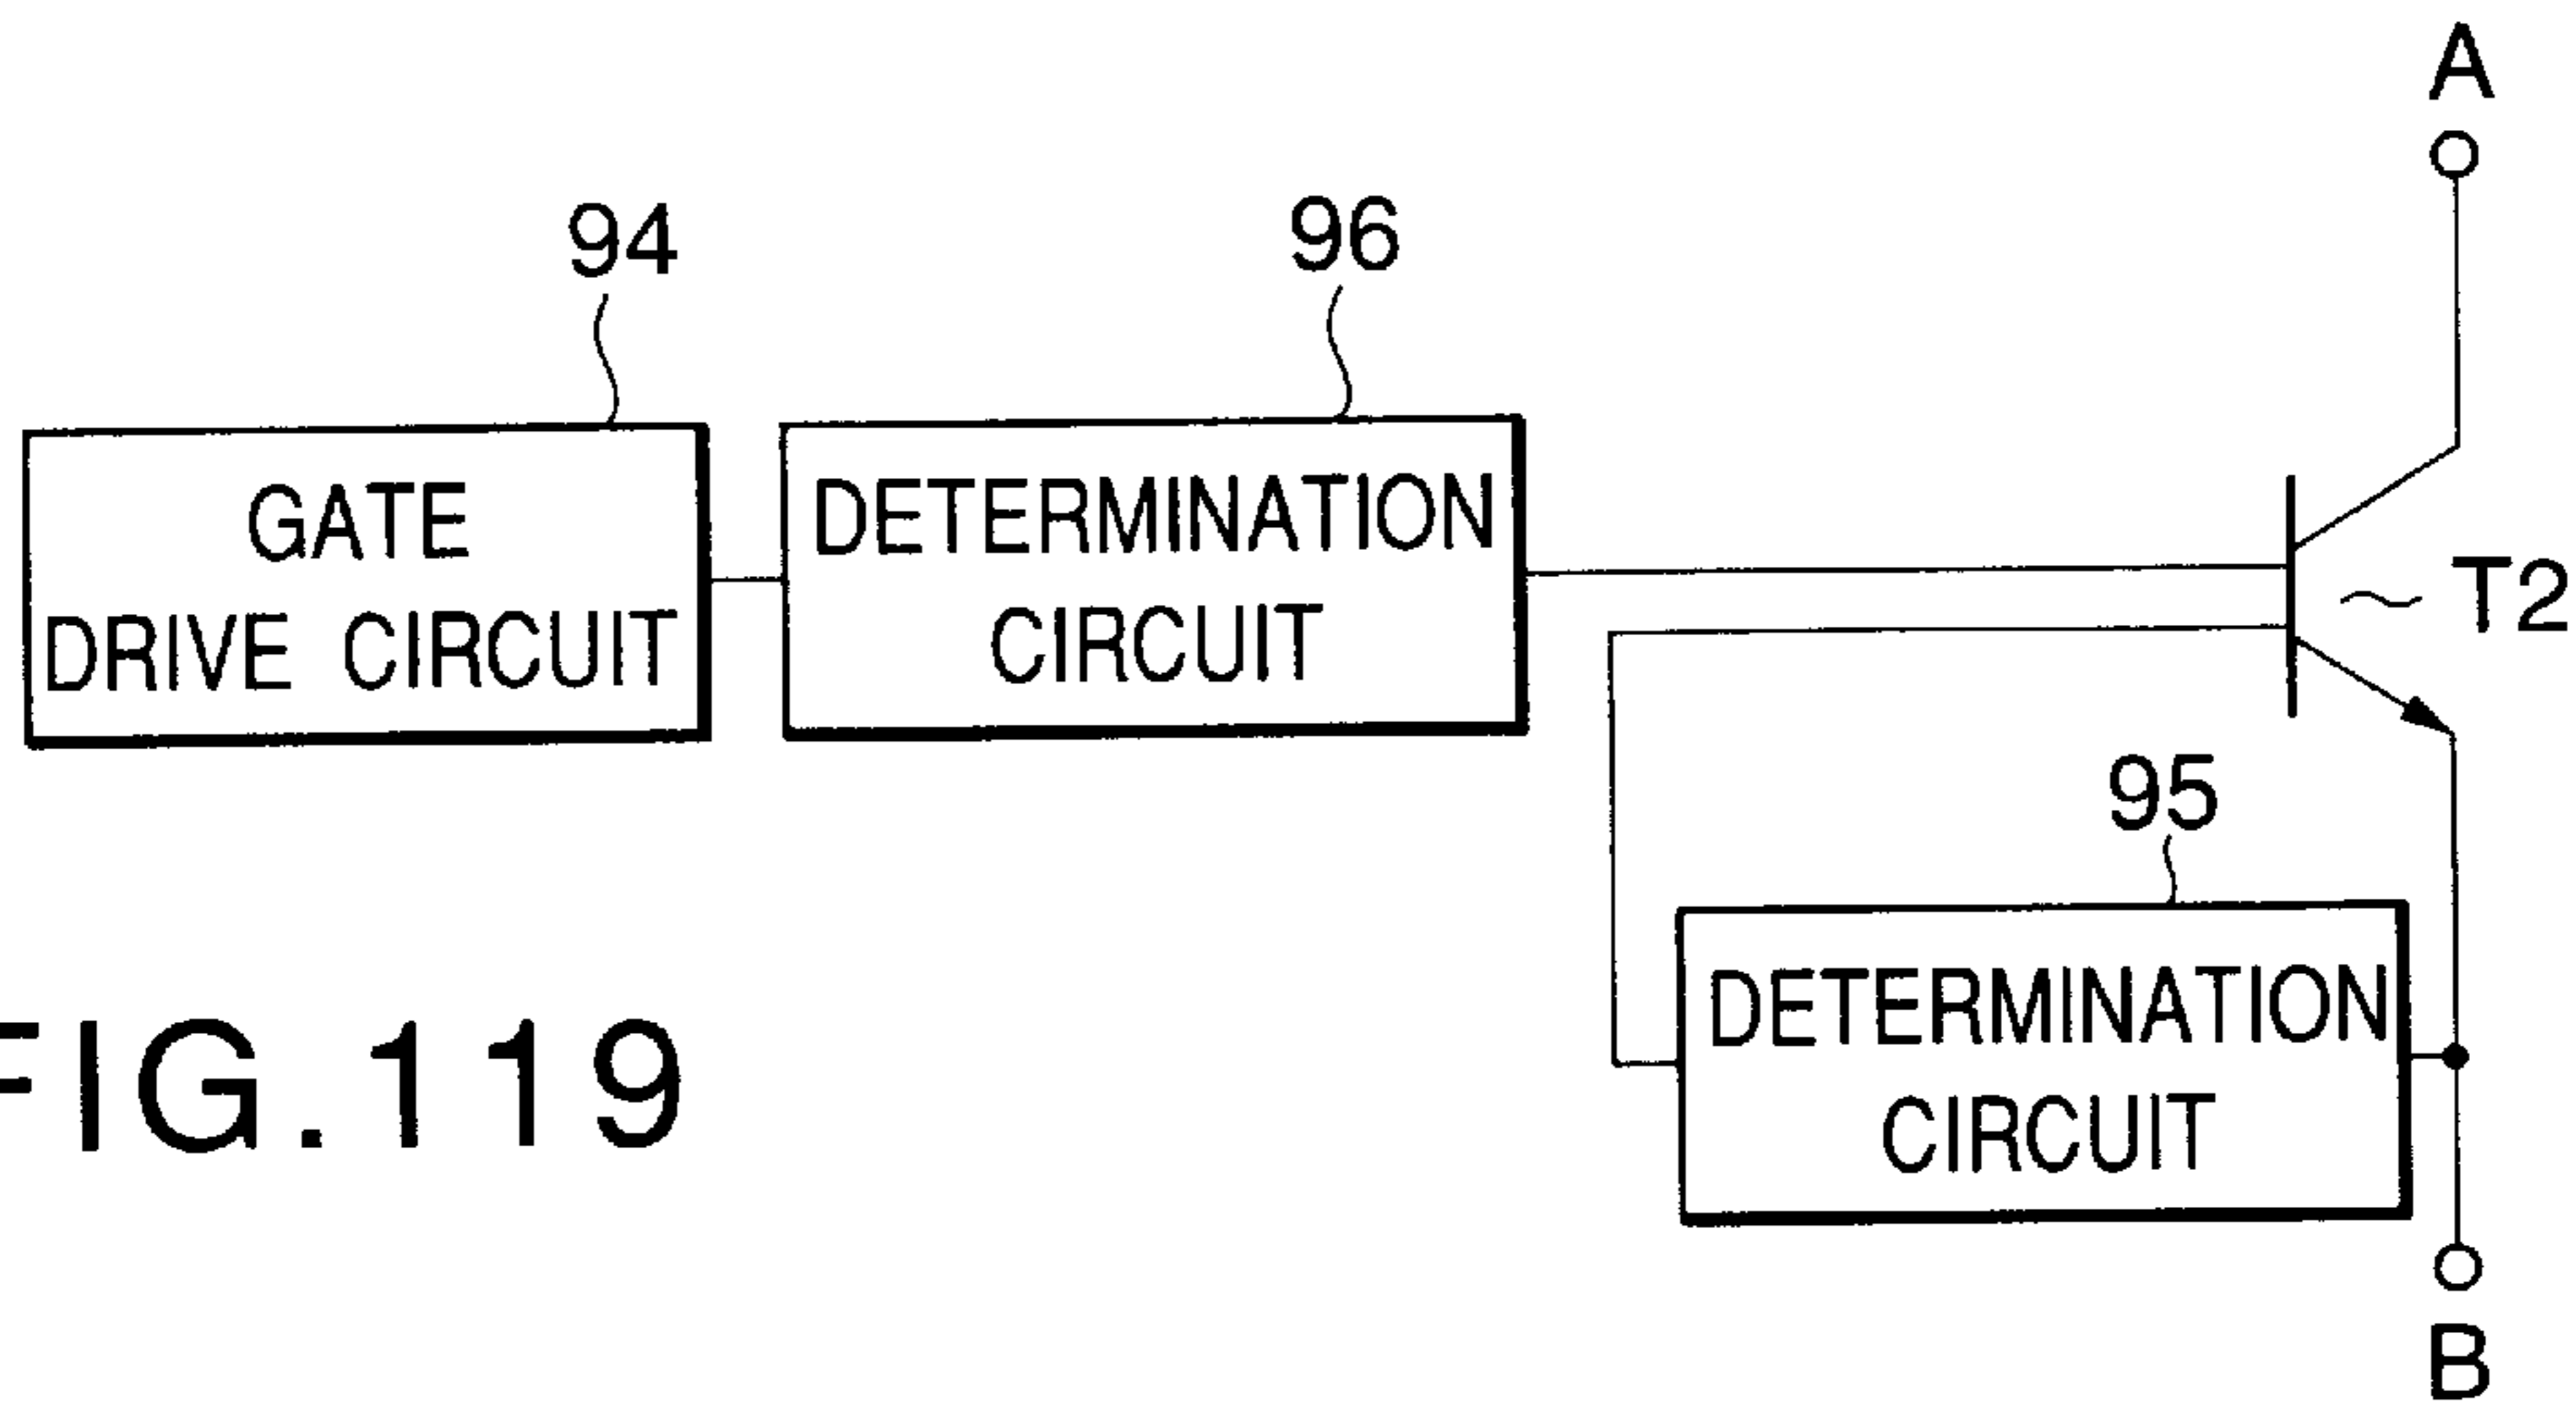 A
94
96
GATE
DRIVE CIRCUIT
DETERMINATION
CIRCUIT
T2
95
DETERMINATION
CIRCUIT
FIG.119
B